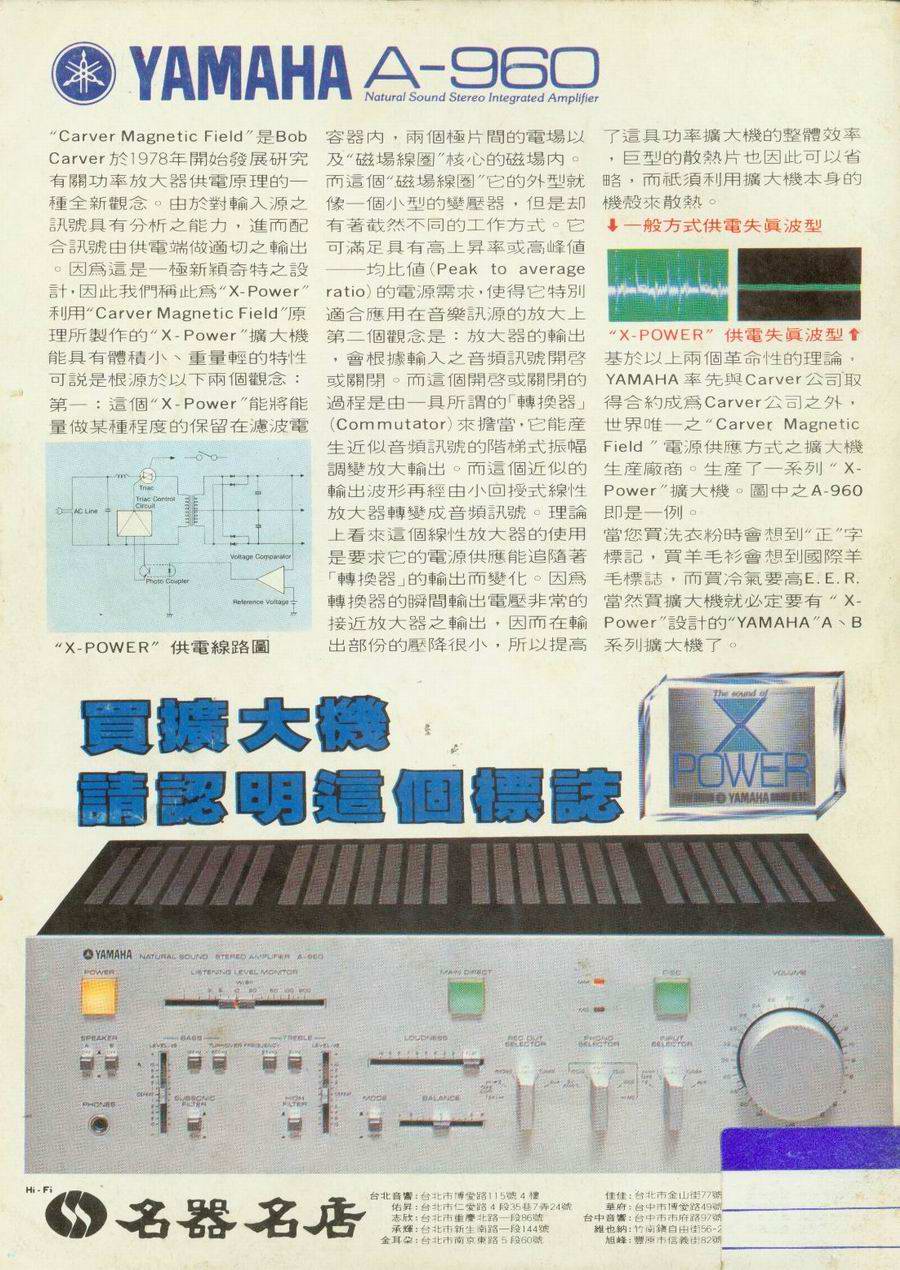 YAMAHA A-960
Natural Sound Stereo Integrated Amplifier
“Carver Magnetic Field”是Bob
Carver 於1978年開始發展研究
有關功率放大器供電原理的一
種全新觀念。由於對輸入源之
訊號具有分析之能力，進而配
合訊號由供電端做適切之輸出
。因爲這是一極新穎奇特之設
計，因此我們稱此爲“X-Power”
利用“Carver Magnetic Field”原
理所製作的“X-Power”擴大機
能具有體積小、重量輕的特性
可說是根源於以下兩個觀念：
第一：這個“X-Power”能將能
量做某種程度的保留在濾波電
AC Line
Triac
Triac Control
Circuit
Voltage Comparator
Photo Coupler
Reference Voltage
“X-POWER” 供電線路圖
容器內，兩個極片間的電場以
及“磁場線圈”核心的磁場內。
而這個“磁場線圈”它的外型就
像一個小型的變壓器，但是却
有著截然不同的工作方式。它
可滿足具有高上昇率或高峰値
──均比値(Peak to average
ratio)的電源需求，使得它特別
適合應用在音樂訊源的放大上
第二個觀念是：放大器的輸出
，會根據輸入之音頻訊號開啓
或關閉。而這個開啓或關閉的
過程是由一具所謂的「轉換器」
(Commutator)來擔當，它能產
生近似音頻訊號的階梯式振幅
調變放大輸出。而這個近似的
輸出波形再經由小回授式線性
放大器轉變成音頻訊號。理論
上看來這個線性放大器的使用
是要求它的電源供應能追隨著
「轉換器」的輸出而變化。因爲
轉換器的瞬間輸出電壓非常的
接近放大器之輸出，因而在輸
出部份的壓降很小，所以提高
了這具功率擴大機的整體效率
，巨型的散熱片也因此可以省
略，而祇須利用擴大機本身的
機殼來散熱。
⬇一般方式供電失眞波型
“X-POWER” 供電失眞波型⬆
基於以上兩個革命性的理論，
YAMAHA 率先與Carver 公司取
得合約成爲Carver公司之外，
世界唯一之“Carver Magnetic
Field ” 電源供應方式之擴大機
生産廠商。生産了一系列 “ X-
Power”擴大機。圖中之A-960
即是一例。
當您買洗衣粉時會想到“正”字
標記，買羊毛衫會想到國際羊
毛標誌，而買冷氣要高E.E.R.
當然買擴大機就必定要有 “ X-
Power”設計的“YAMAHA”A、B
系列擴大機了。
買擴大機
請認明這個標誌
The sound of
X
POWER
YAMAHA
YAMAHA NATURAL SOUND STEREO AMPLIFIER A-960
POWER
LISTENING LEVEL MONITOR
MAIN DIRECT
DISC
VOLUME
SPEAKER
A B
BASS
TURNOVER FREQUENCY
TREBLE
LOUDNESS
REC OUT
SELECTOR
PHONO
SELECTOR
INPUT
SELECTOR
PHONES
SUBSONIC
FILTER
HIGH
FILTER
MODE
BALANCE
Hi-Fi
名器名店
台北音響：台北市博愛路115號4樓
佑昇：台北市仁愛路4段35巷7弄24號
志欣：台北市重慶北路一段86號
承輝：台北市新生南路一段144號
金耳朵：台北市南京東路5段60號
佳佳：台北市金山街77號
華府：台中市博愛路49號
台中音響：台中市市府路97號
維也納：竹南鎮自由街56-2
旭峰：豐原市信義街82號